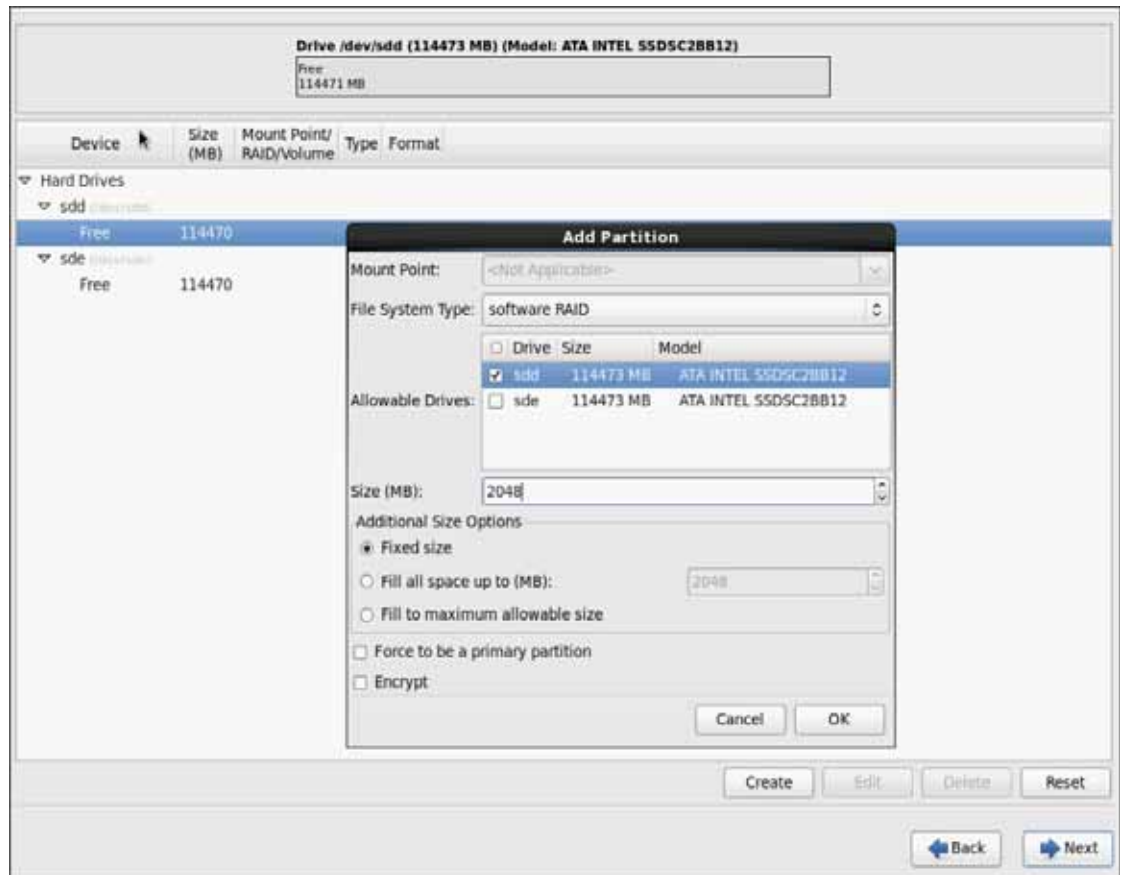 Drive /dev/sdd (114473 MB) (Model: ATA INTEL SSDSC2BB12)
Free
114471 MB
Device Size (MB) Mount Point/ RAID/Volume Type Format
Hard Drives
sdd
Free 114470
sde
Free 114470
Add Partition
Mount Point: <Not Applicable>
File System Type: software RAID
Drive Size Model
sdd 114473 MB ATA INTEL SSDSC2BB12
Allowable Drives: sde 114473 MB ATA INTEL SSDSC2BB12
Size (MB): 2048
Additional Size Options
Fixed size
Fill all space up to (MB): 2048
Fill to maximum allowable size
Force to be a primary partition
Encrypt
Cancel OK
Create Edit Delete Reset
Back Next